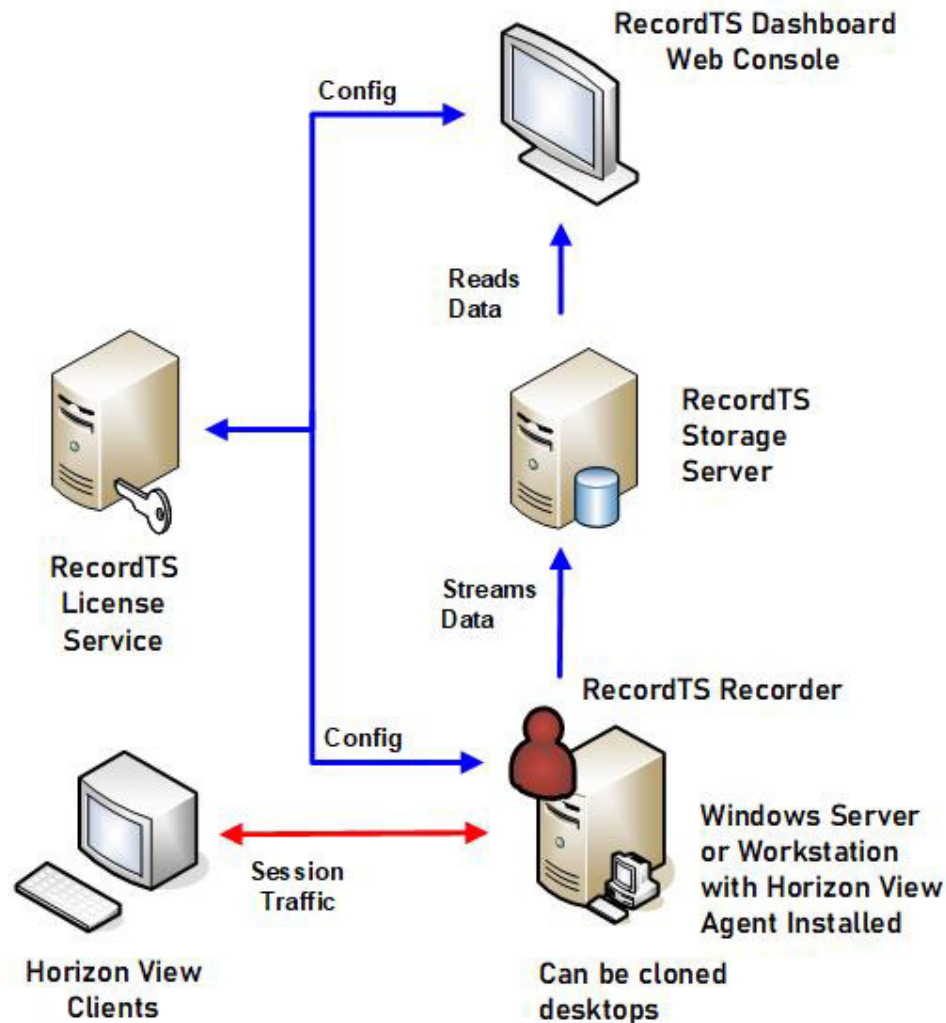 RecordTS Dashboard
Web Console
Config
Reads
Data
RecordTS
Storage
Server
RecordTS
License
Service
Streams
Data
RecordTS Recorder
Config
Windows Server
or Workstation
with Horizon View
Agent Installed
Session
Traffic
Horizon View
Clients
Can be cloned
desktops